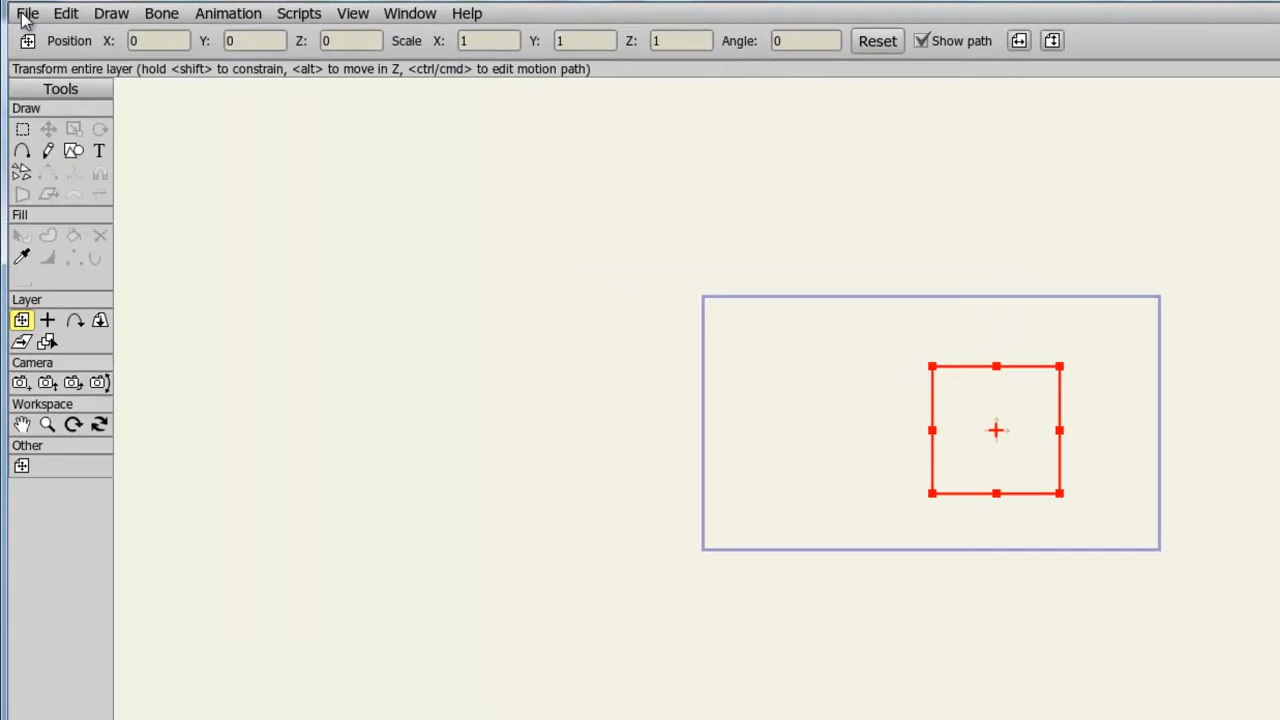 File Edit Draw Bone Animation Scripts View Window Help
Position X: 0 Y: 0 Z: 0 Scale X: 1 Y: 1 Z: 1 Angle: 0 Reset Show path
Transform entire layer (hold <shift> to constrain, <alt> to move in Z, <ctrl/cmd> to edit motion path)
Tools
Draw
T
Fill
Layer
Camera
Workspace
Other